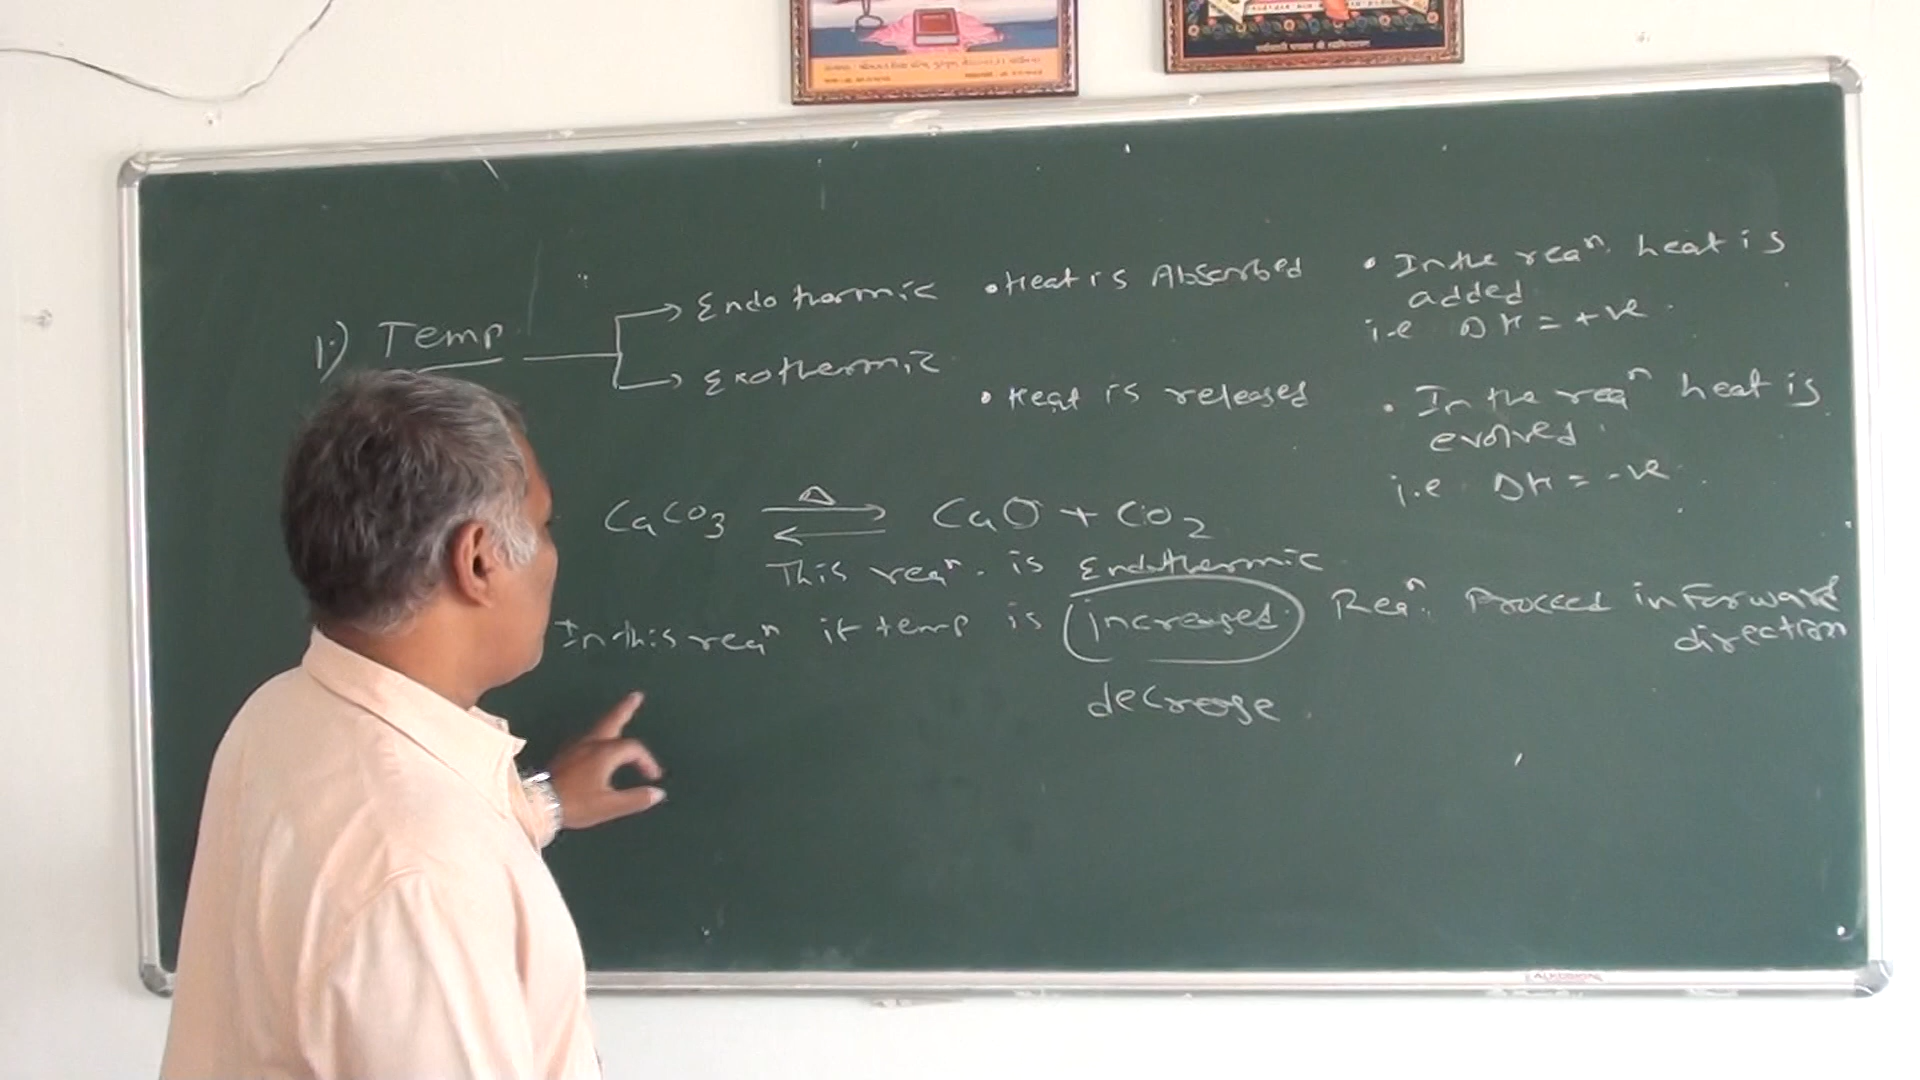 1.) Temp
Endothermic • Heat is Absorbed • In the reaⁿ. heat is
added
i.e ΔH = +ve.
Exothermic • Heat is released • In the reaⁿ heat is
evolved.
i.e ΔH = -ve.
Δ
CaCO₃ ⇌ CaO + CO₂
This reaⁿ. is Endothermic
In this reaⁿ if temp is increases. Reaⁿ. Proceed in Forward
direction
decrease.